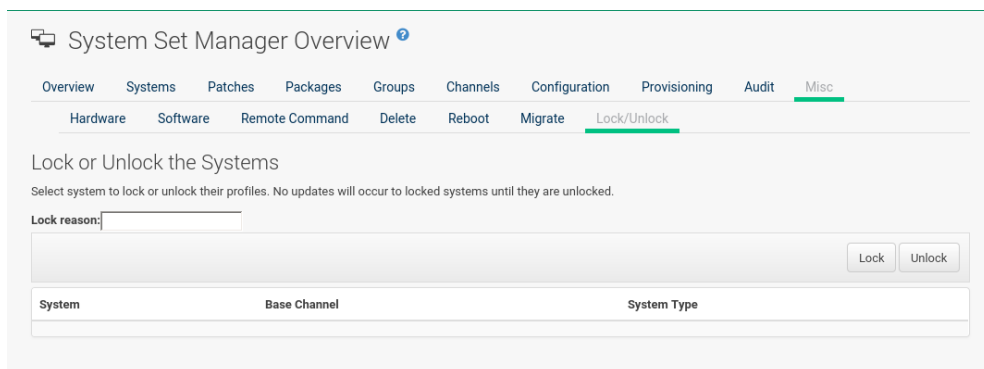 System Set Manager Overview ?
Overview Systems Patches Packages Groups Channels Configuration Provisioning Audit Misc
Hardware Software Remote Command Delete Reboot Migrate Lock/Unlock
Lock or Unlock the Systems
Select system to lock or unlock their profiles. No updates will occur to locked systems until they are unlocked.
Lock reason:
Lock Unlock
System Base Channel System Type